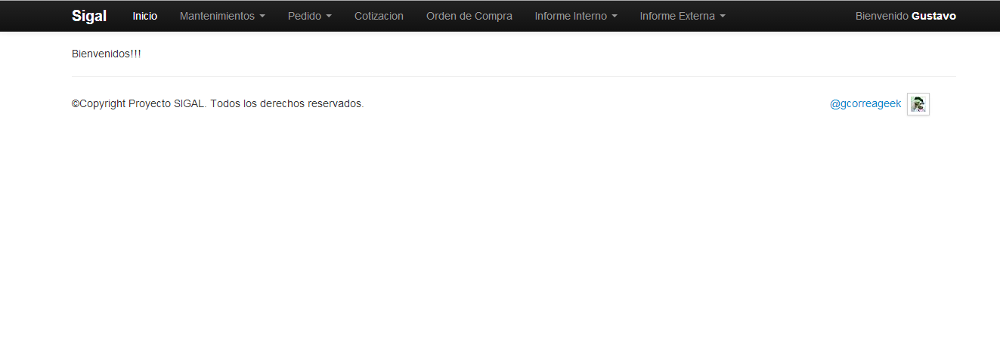 Sigal Inicio Mantenimientos Pedido Cotizacion Orden de Compra Informe Interno Informe Externa Bienvenido Gustavo
Bienvenidos!!!
©Copyright Proyecto SIGAL. Todos los derechos reservados. @gcorreageek